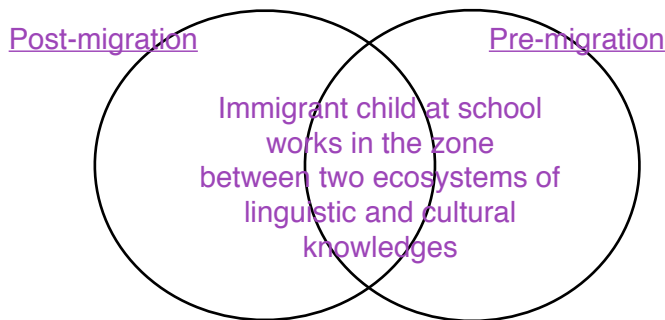 Post-migration
Pre-migration
Immigrant child at school
works in the zone
between two ecosystems of
linguistic and cultural
knowledges